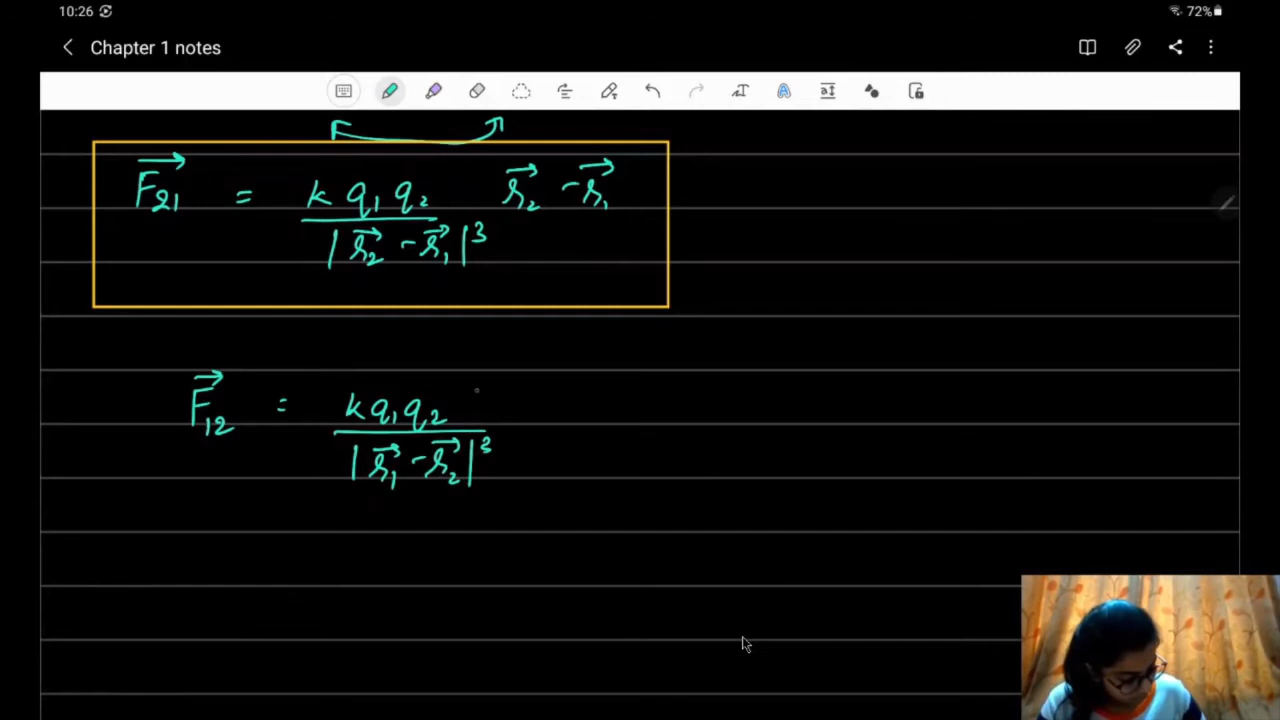 10:26 72%
Chapter 1 notes
F⃗21 = k q1 q2 r⃗2 - r⃗1
|r⃗2 - r⃗1|³
F⃗12 = k q1 q2
|r⃗1 - r⃗2|³